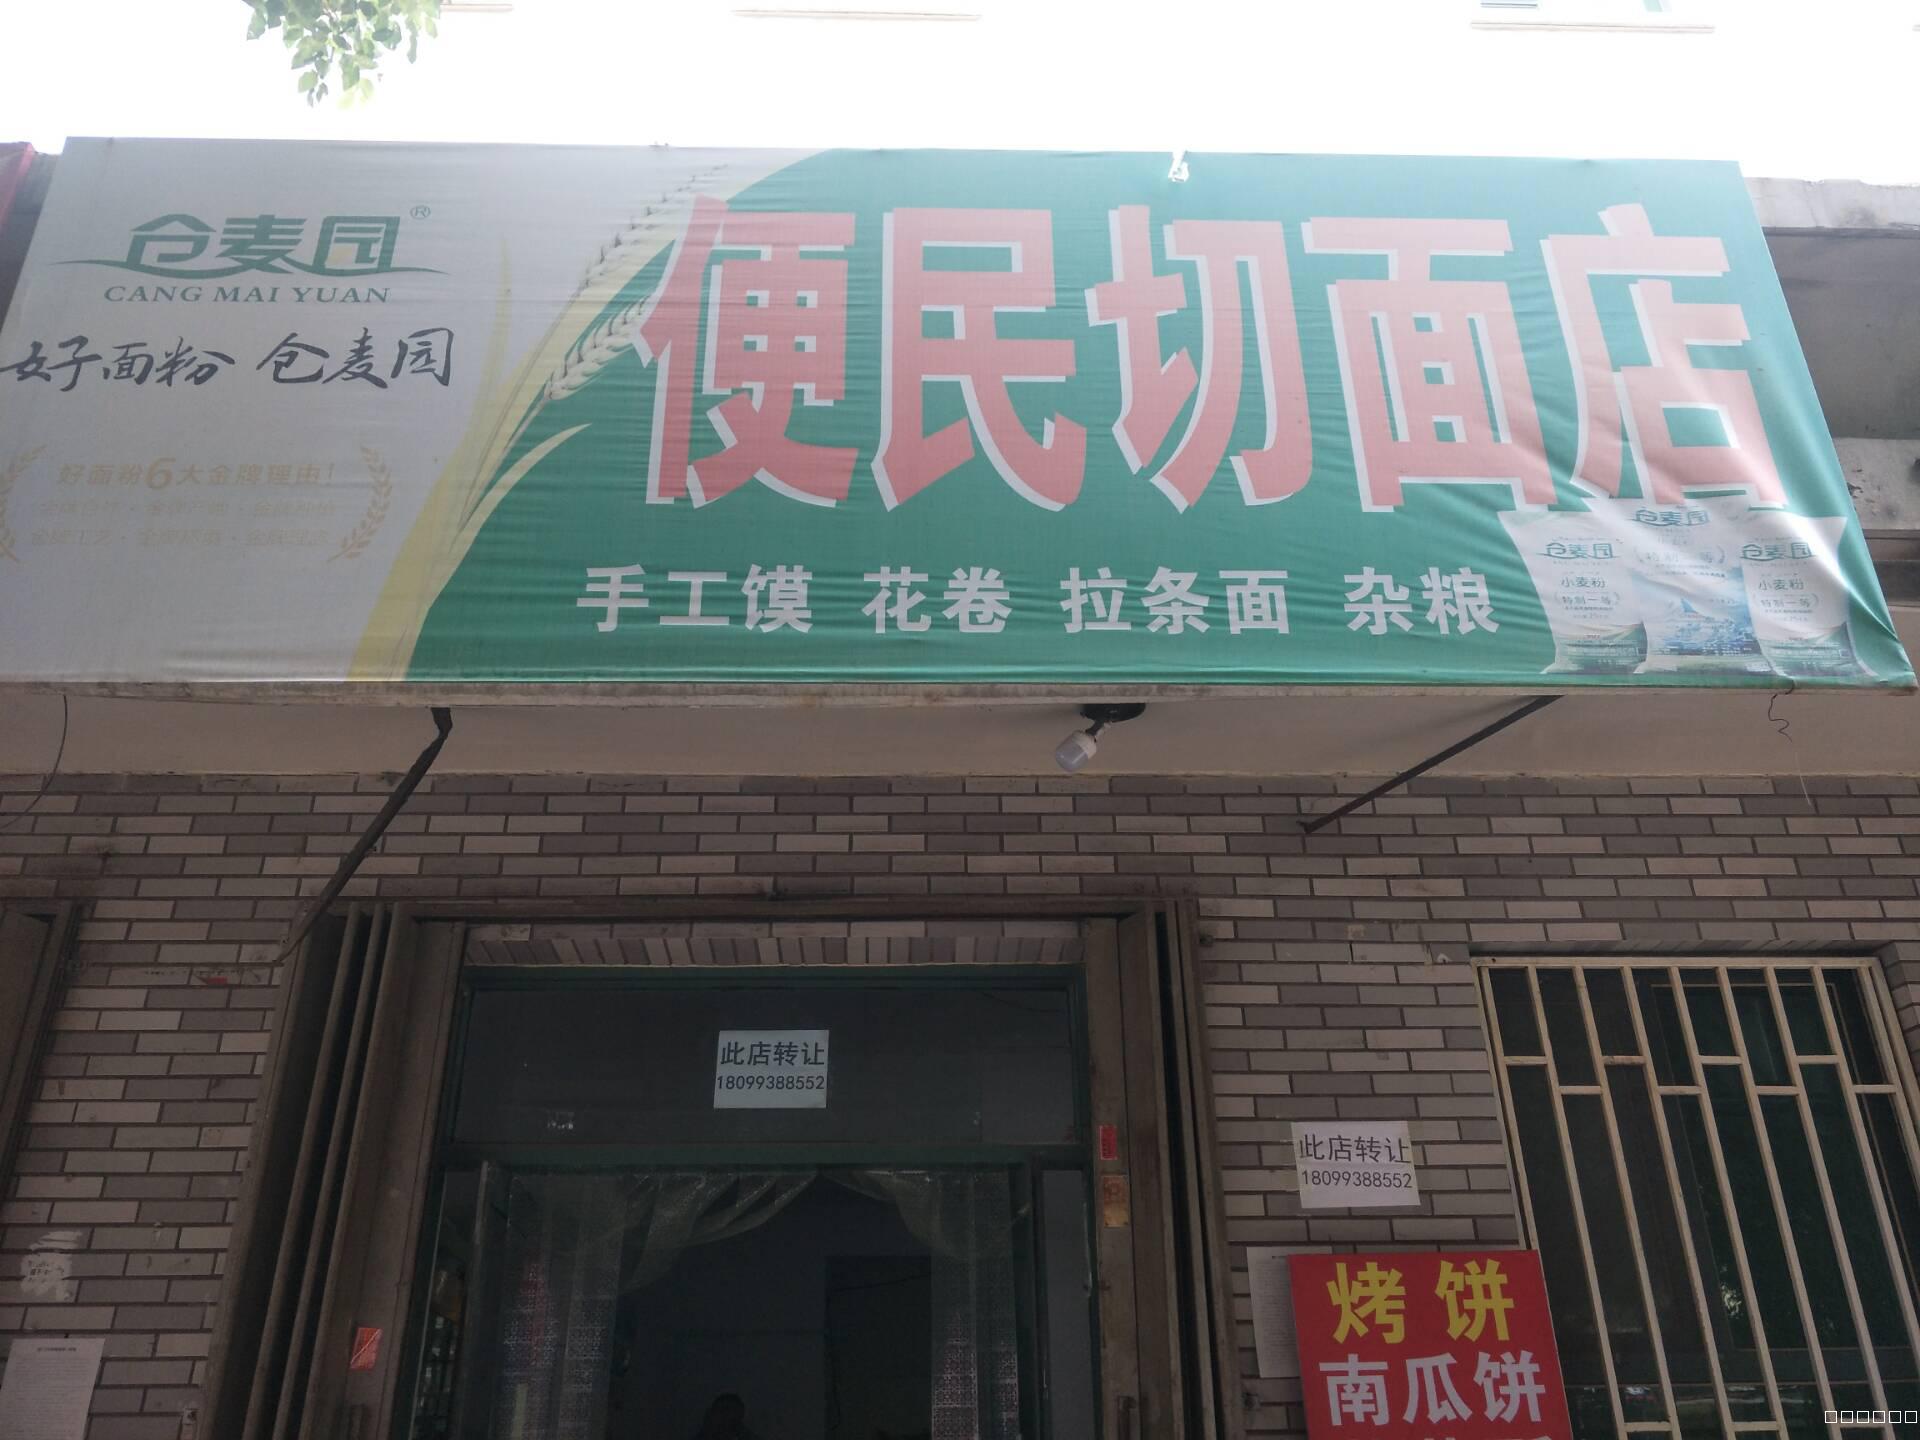 仓麦园®
CANG MAI YUAN
好面粉 仓麦园
好面粉6大金牌理由!
便民切面店
手工馍 花卷 拉条面 杂粮
仓麦园
仓麦园
仓麦园
小麦粉
特制一等
小麦粉
特制一等
此店转让
18099388552
此店转让
18099388552
烤饼
南瓜饼